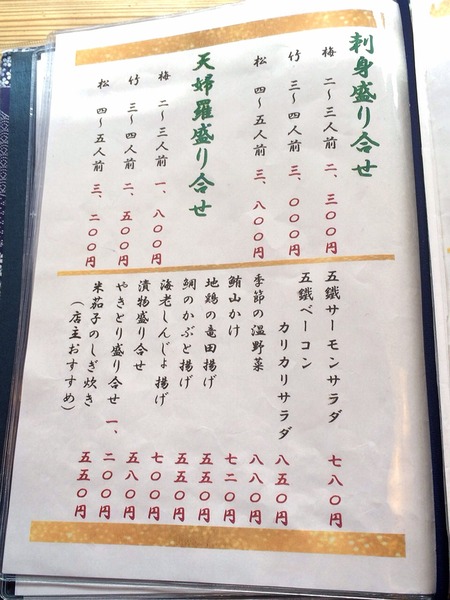 刺身盛り合せ
梅 二〜三人前 二、三〇〇円
竹 三〜四人前 三、〇〇〇円
松 四〜五人前 三、八〇〇円
天婦羅盛り合せ
梅 二〜三人前 一、八〇〇円
竹 三〜四人前 二、五〇〇円
松 四〜五人前 三、二〇〇円
五鐵サーモンサラダ 七八〇円
五鐵ベーコン
カリカリサラダ 八五〇円
季節の温野菜 八八〇円
鮪山かけ 七二〇円
地鶏の竜田揚げ 五五〇円
鯛のかぶと揚げ 五五〇円
海老しんじょ揚げ 七〇〇円
漬物盛り合せ 五八〇円
やきとり盛り合せ 一、二〇〇円
米茄子のしぎ炊き 五五〇円
(店主おすすめ)